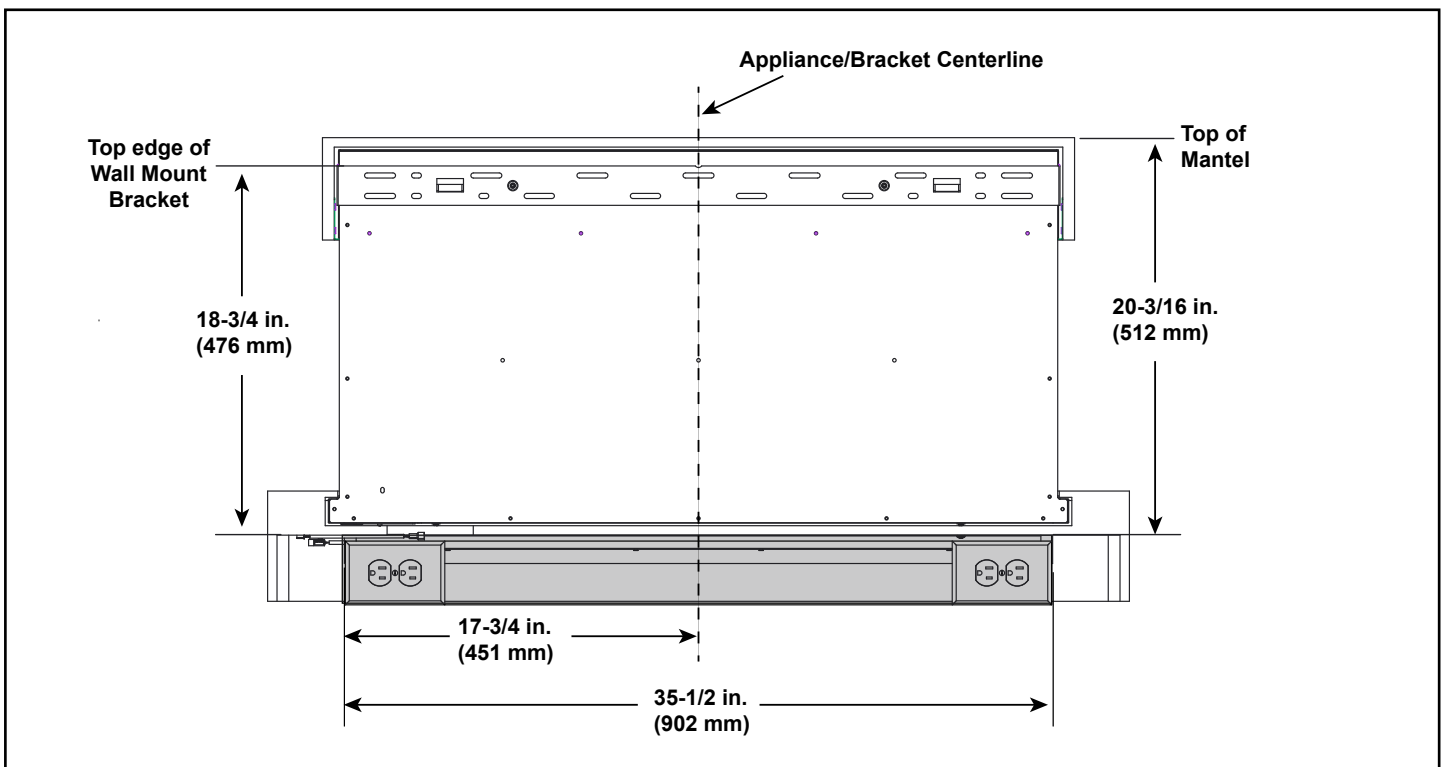 Appliance/Bracket Centerline
Top edge of
Wall Mount
Bracket
Top of
Mantel
18-3/4 in.
(476 mm)
20-3/16 in.
(512 mm)
17-3/4 in.
(451 mm)
35-1/2 in.
(902 mm)